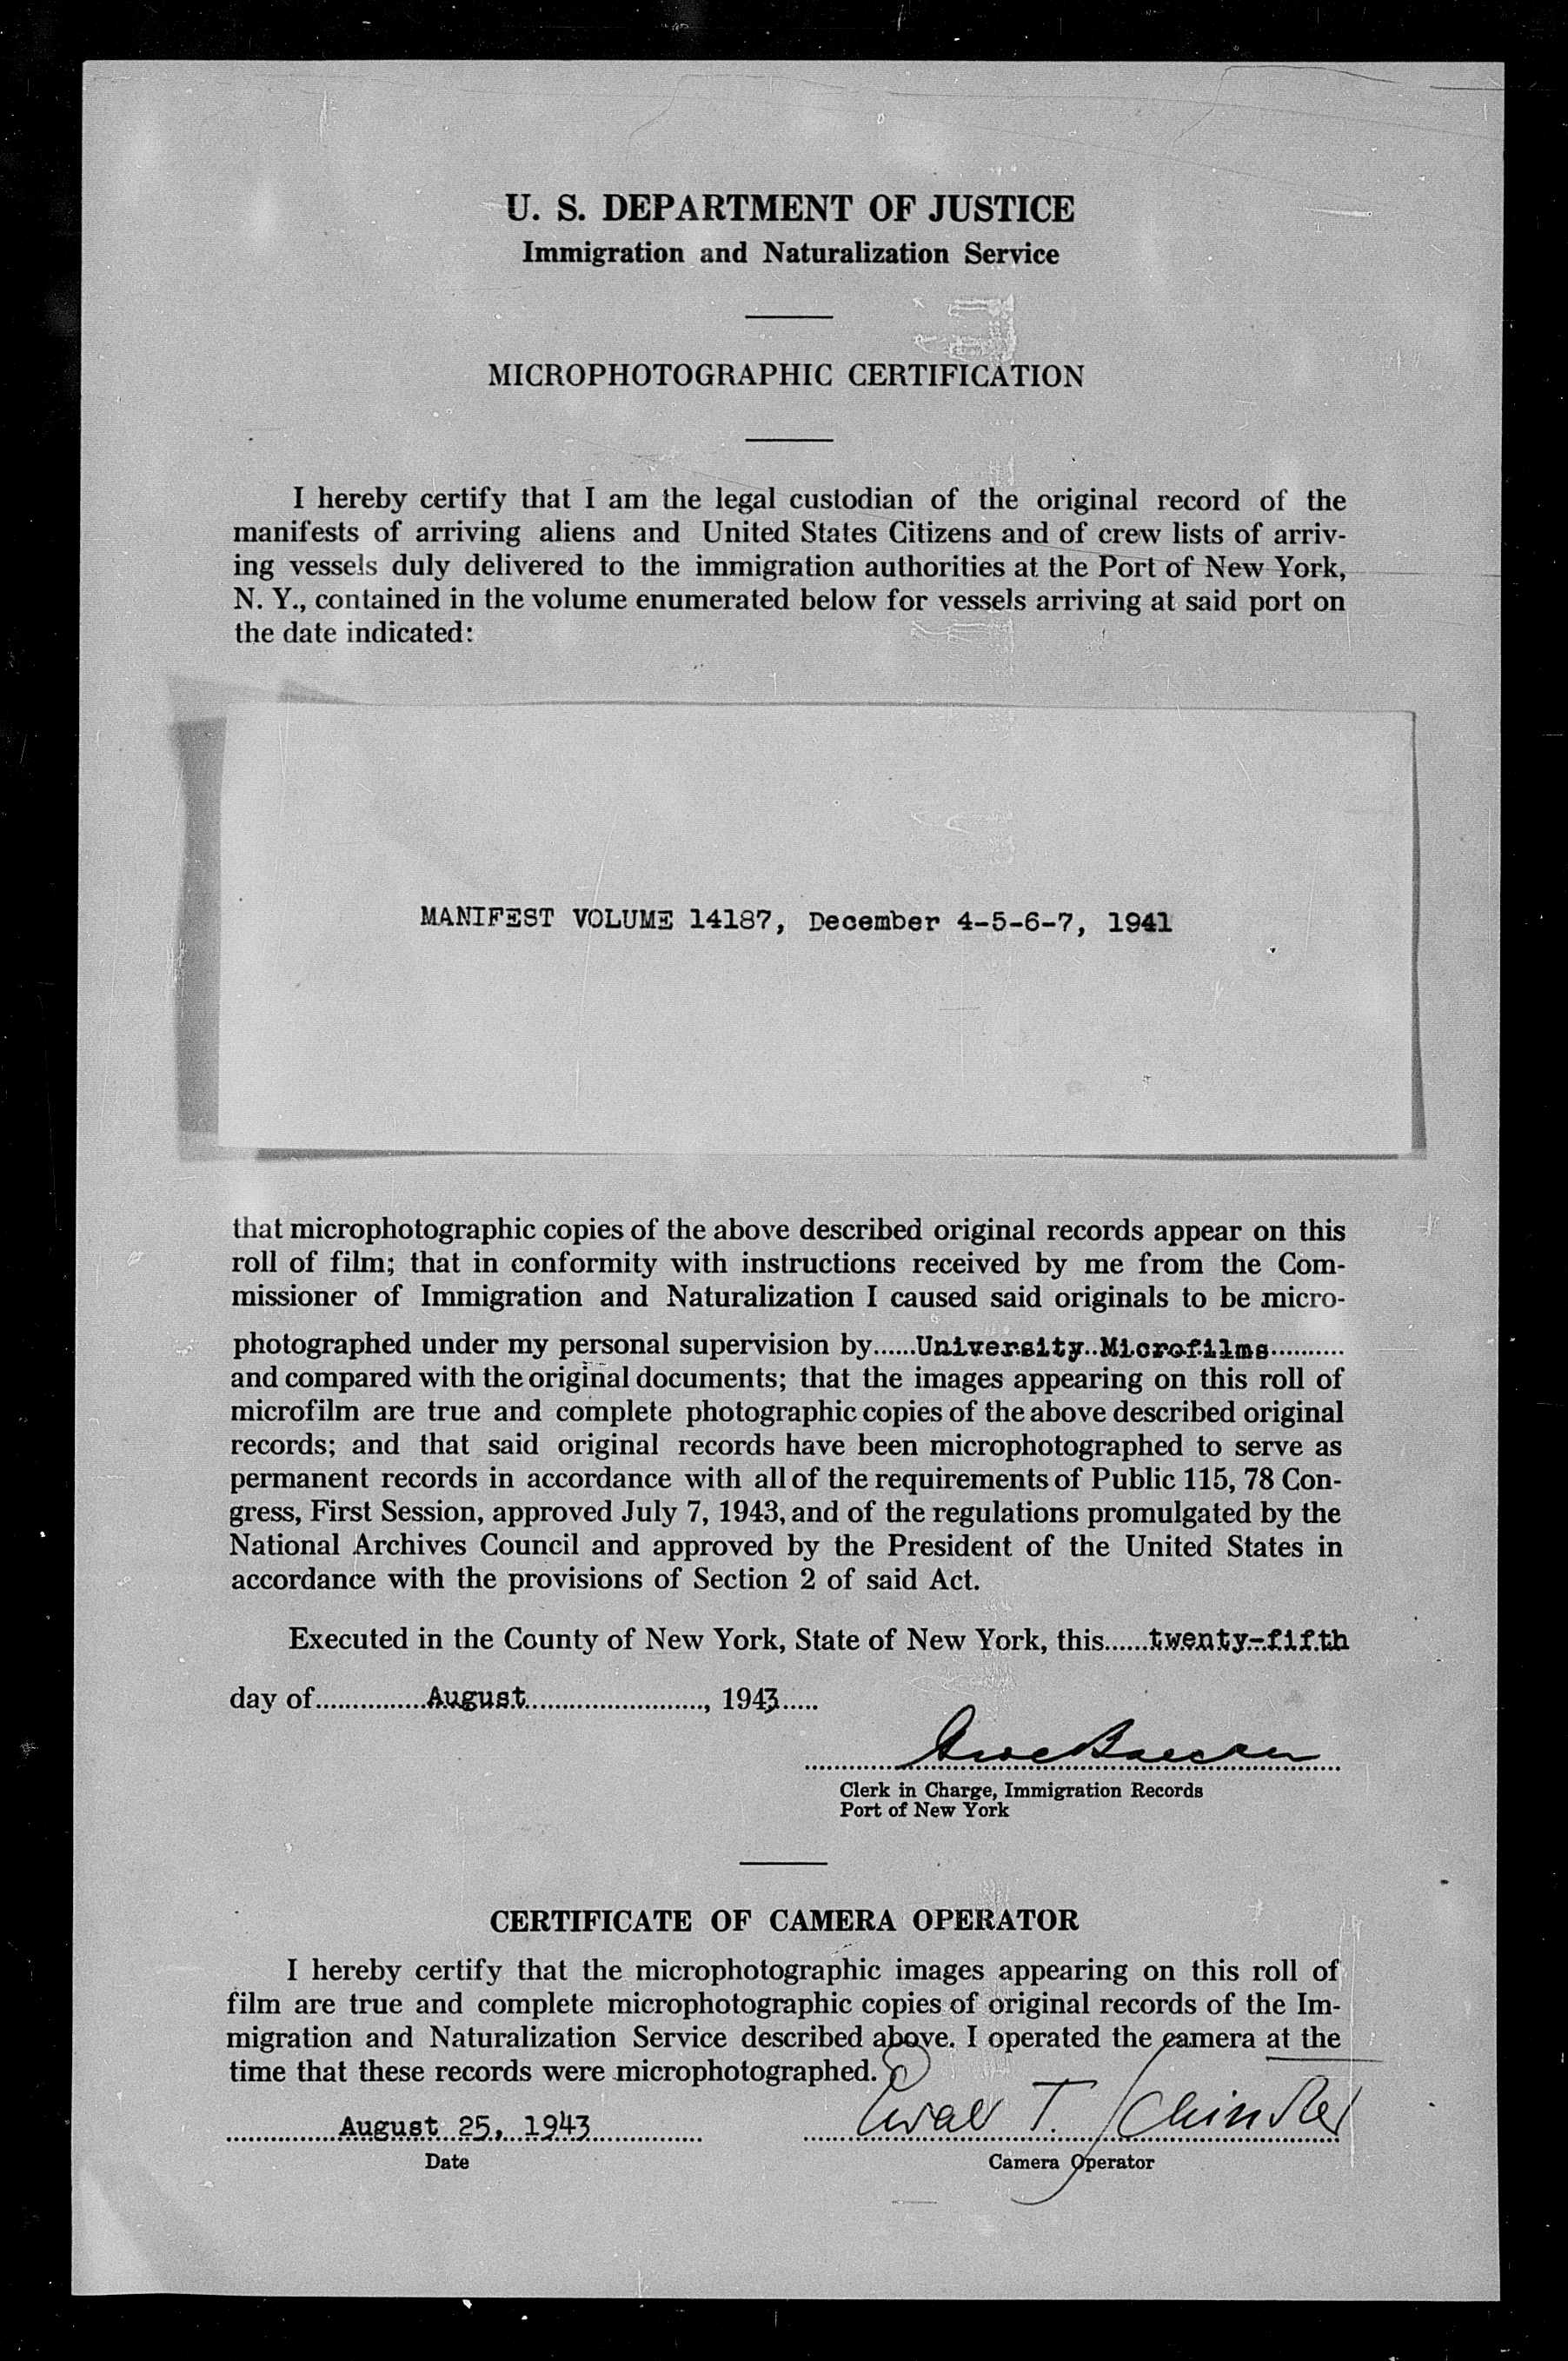 U. S. DEPARTMENT OF JUSTICE
Immigration and Naturalization Service
MICROPHOTOGRAPHIC CERTIFICATION
I hereby certify that I am the legal custodian of the original record of the
manifests of arriving aliens and United States Citizens and of crew lists of arriv-
ing vessels duly delivered to the immigration authorities at the Port of New York,
N. Y., contained in the volume enumerated below for vessels arriving at said port on
the date indicated:
MANIFEST VOLUME 14187, December 4-5-6-7, 1941
that microphotographic copies of the above described original records appear on this
roll of film; that in conformity with instructions received by me from the Com-
missioner of Immigration and Naturalization I caused said originals to be micro-
photographed under my personal supervision by......University Microfilms..........
and compared with the original documents; that the images appearing on this roll of
microfilm are true and complete photographic copies of the above described original
records; and that said original records have been microphotographed to serve as
permanent records in accordance with all of the requirements of Public 115, 78 Con-
gress, First Session, approved July 7, 1943, and of the regulations promulgated by the
National Archives Council and approved by the President of the United States in
accordance with the provisions of Section 2 of said Act.
Executed in the County of New York, State of New York, this......twenty-fifth
day of...............August........................, 1943.....
Clerk in Charge, Immigration Records
Port of New York
CERTIFICATE OF CAMERA OPERATOR
I hereby certify that the microphotographic images appearing on this roll of
film are true and complete microphotographic copies of original records of the Im-
migration and Naturalization Service described above. I operated the camera at the
time that these records were microphotographed.
T.
...............August 25, 1943...............
Date
Camera Operator